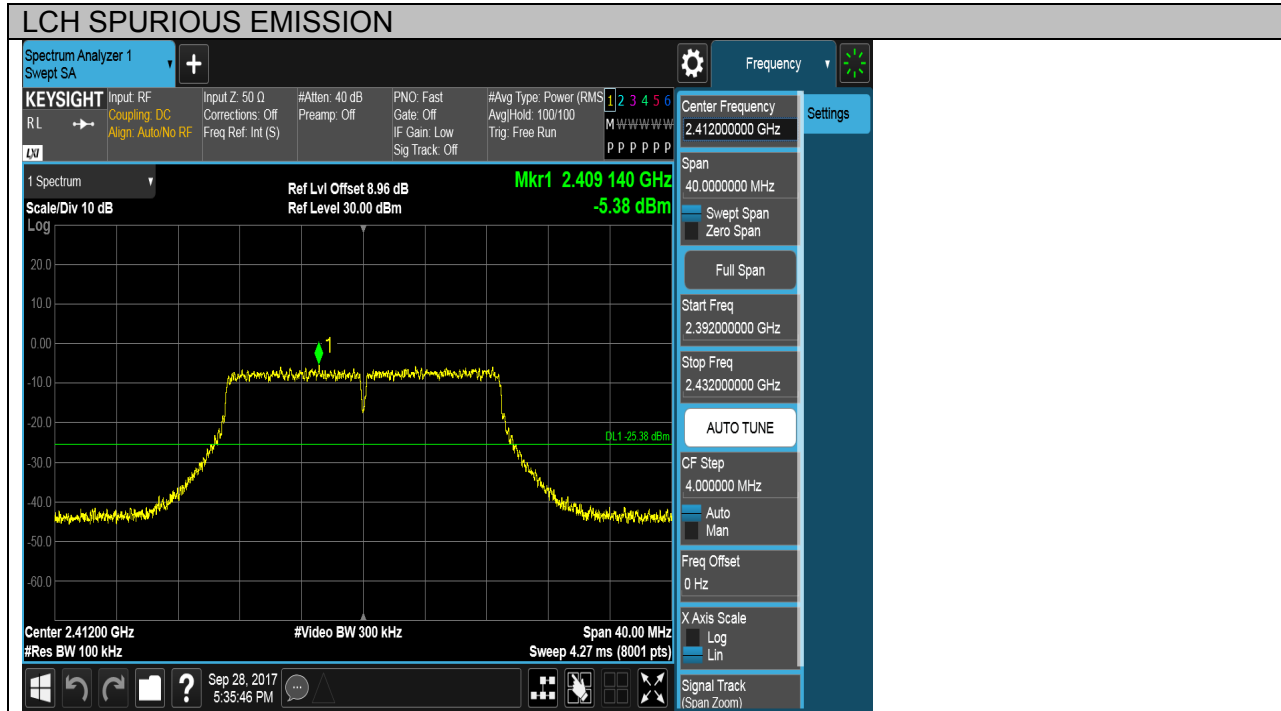 LCH SPURIOUS EMISSION
Spectrum Analyzer 1
Swept SA
Frequency
KEYSIGHT
RL
LXI
Input: RF
Coupling: DC
Align: Auto/No RF
Input Z: 50 Ω
Corrections: Off
Freq Ref: Int (S)
#Atten: 40 dB
Preamp: Off
PNO: Fast
Gate: Off
IF Gain: Low
Sig Track: Off
#Avg Type: Power (RMS
Avg|Hold: 100/100
Trig: Free Run
1 2 3 4 5 6
M W W W W W
P P P P P P
1 Spectrum
Scale/Div 10 dB
Ref Lvl Offset 8.96 dB
Ref Level 30.00 dBm
Mkr1 2.409 140 GHz
-5.38 dBm
Log
20.0
10.0
0.00
-10.0
-20.0
-30.0
-40.0
-50.0
-60.0
1
DL1 -25.38 dBm
Center 2.41200 GHz
#Res BW 100 kHz
#Video BW 300 kHz
Span 40.00 MHz
Sweep 4.27 ms (8001 pts)
Center Frequency
2.412000000 GHz
Settings
Span
40.0000000 MHz
Swept Span
Zero Span
Full Span
Start Freq
2.392000000 GHz
Stop Freq
2.432000000 GHz
AUTO TUNE
CF Step
4.000000 MHz
Auto
Man
Freq Offset
0 Hz
X Axis Scale
Log
Lin
Signal Track
(Span Zoom)
?
Sep 28, 2017
5:35:46 PM